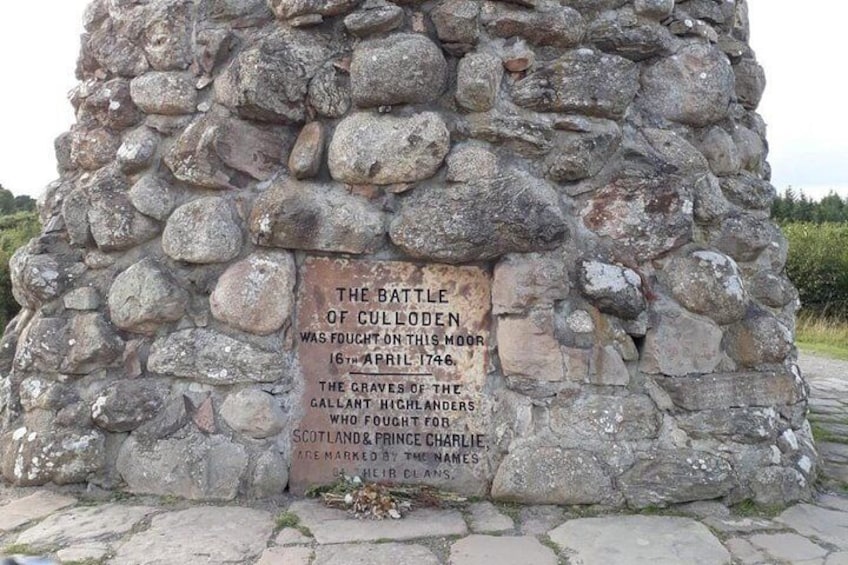 THE BATTLE
OF CULLODEN
WAS FOUGHT ON THIS MOOR
16TH APRIL 1746.
THE GRAVES OF THE
GALLANT HIGHLANDERS
WHO FOUGHT FOR
SCOTLAND & PRINCE CHARLIE,
ARE MARKED BY THE NAMES
OF THEIR CLANS.